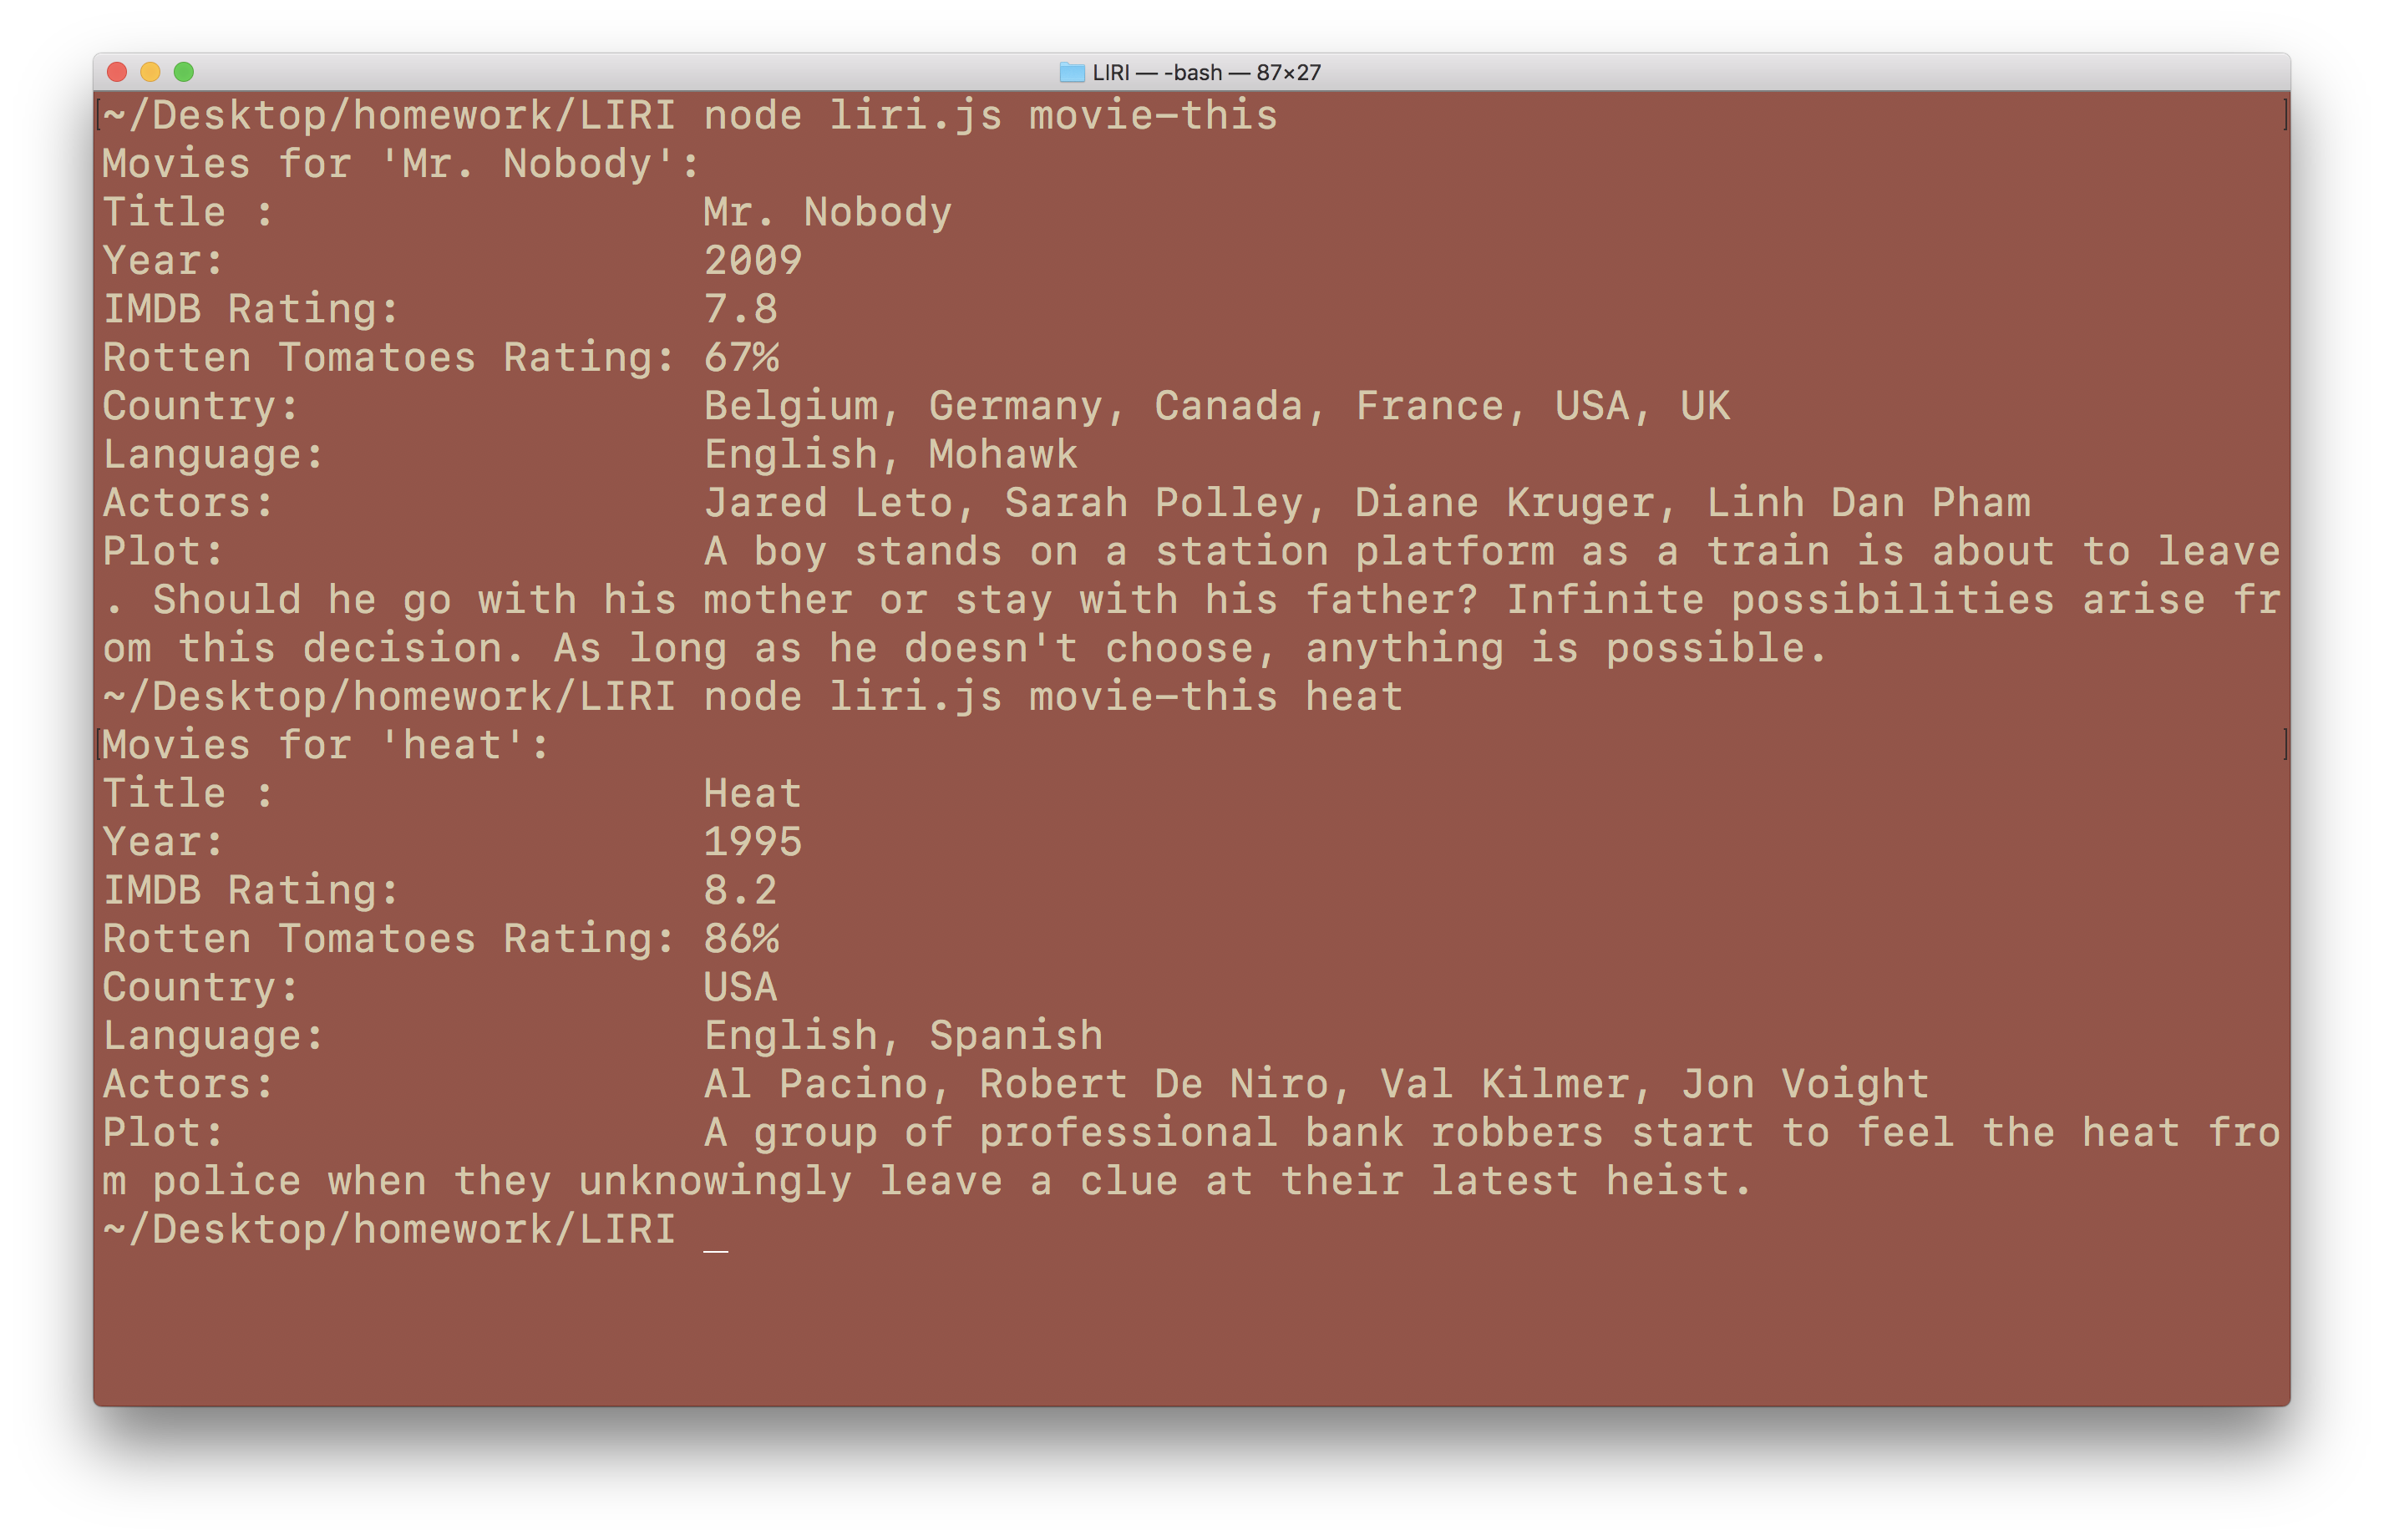 LIRI — -bash — 87×27
~/Desktop/homework/LIRI node liri.js movie-this
Movies for 'Mr. Nobody':
Title :                 Mr. Nobody
Year:                   2009
IMDB Rating:            7.8
Rotten Tomatoes Rating: 67%
Country:                Belgium, Germany, Canada, France, USA, UK
Language:               English, Mohawk
Actors:                 Jared Leto, Sarah Polley, Diane Kruger, Linh Dan Pham
Plot:                   A boy stands on a station platform as a train is about to leave
. Should he go with his mother or stay with his father? Infinite possibilities arise fr
om this decision. As long as he doesn't choose, anything is possible.
~/Desktop/homework/LIRI node liri.js movie-this heat
Movies for 'heat':
Title :                 Heat
Year:                   1995
IMDB Rating:            8.2
Rotten Tomatoes Rating: 86%
Country:                USA
Language:               English, Spanish
Actors:                 Al Pacino, Robert De Niro, Val Kilmer, Jon Voight
Plot:                   A group of professional bank robbers start to feel the heat fro
m police when they unknowingly leave a clue at their latest heist.
~/Desktop/homework/LIRI _